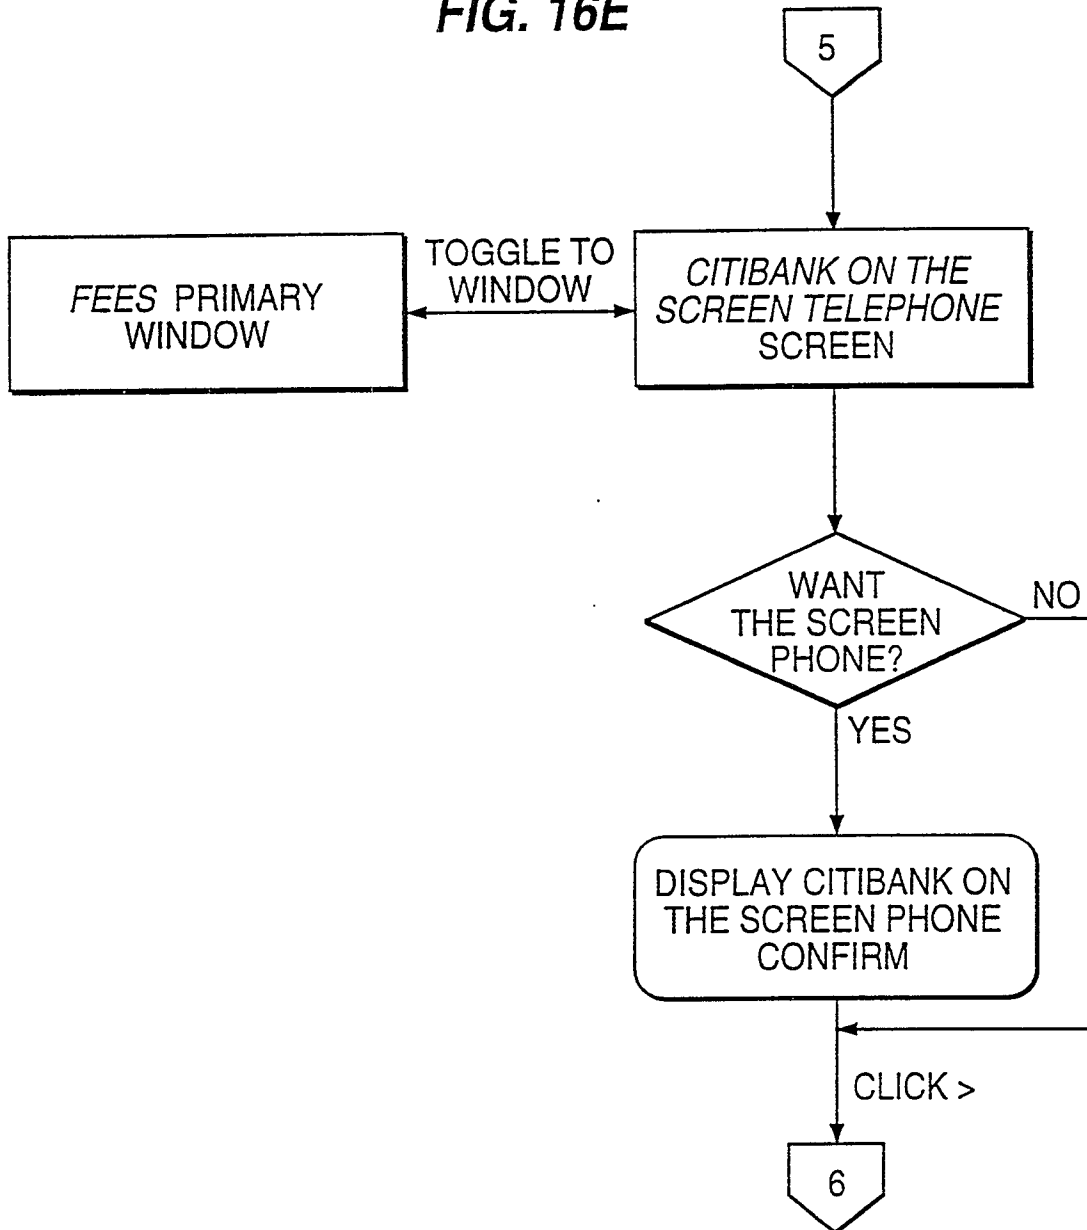 FIG. 16E
5
FEES PRIMARY
WINDOW
TOGGLE TO
WINDOW
CITIBANK ON THE
SCREEN TELEPHONE
SCREEN
WANT
THE SCREEN
PHONE?
NO
YES
DISPLAY CITIBANK ON
THE SCREEN PHONE
CONFIRM
CLICK >
6